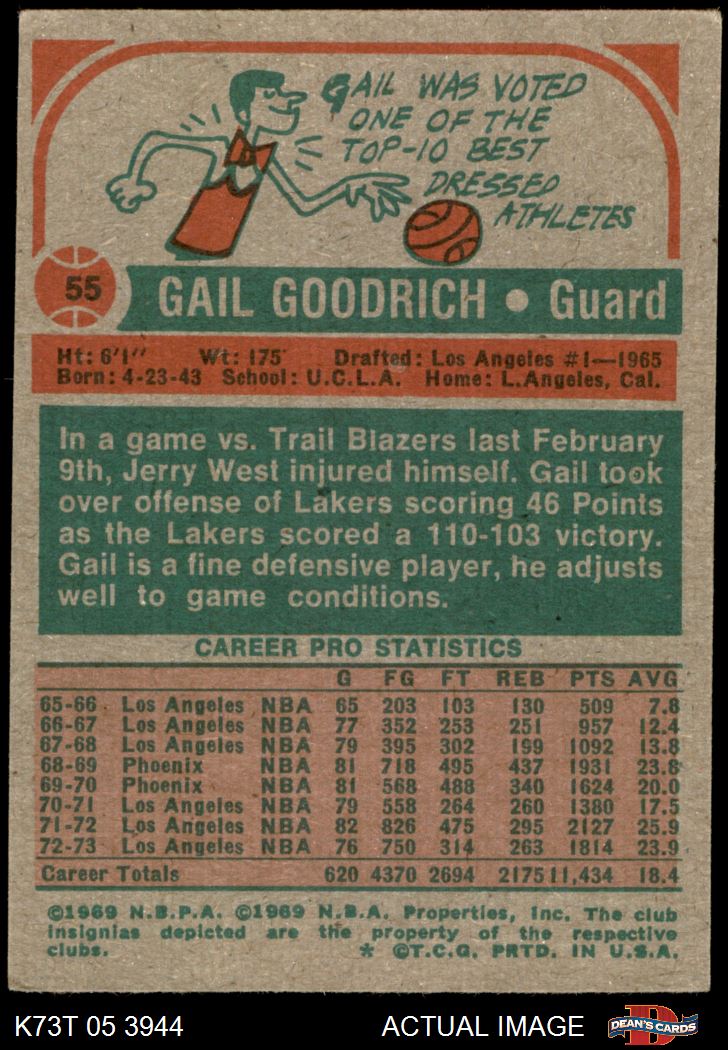 GAIL WAS VOTED
ONE OF THE
TOP-10 BEST
DRESSED
ATHLETES
55 GAIL GOODRICH • Guard
Ht: 6'1" Wt: 175 Drafted: Los Angeles #1—1965
Born: 4-23-43 School: U.C.L.A. Home: L.Angeles, Cal.
In a game vs. Trail Blazers last February
9th, Jerry West injured himself. Gail took
over offense of Lakers scoring 46 Points
as the Lakers scored a 110-103 victory.
Gail is a fine defensive player, he adjusts
well to game conditions.
CAREER PRO STATISTICS
G FG FT REB PTS AVG
65-66 Los Angeles NBA 65 203 103 130 509 7.8
66-67 Los Angeles NBA 77 352 253 251 957 12.4
67-68 Los Angeles NBA 79 395 302 199 1092 13.8
68-69 Phoenix NBA 81 718 495 437 1931 23.8
69-70 Phoenix NBA 81 568 488 340 1624 20.0
70-71 Los Angeles NBA 79 558 264 260 1380 17.5
71-72 Los Angeles NBA 82 826 475 295 2127 25.9
72-73 Los Angeles NBA 76 750 314 263 1814 23.9
Career Totals 620 4370 2694 2175 11,434 18.4
©1969 N.B.P.A. ©1969 N.B.A. Properties, Inc. The club
insignias depicted are the property of the respective
clubs. * ©T.C.G. PRTD. IN U.S.A.
K73T 05 3944 ACTUAL IMAGE D DEAN'S CARDS